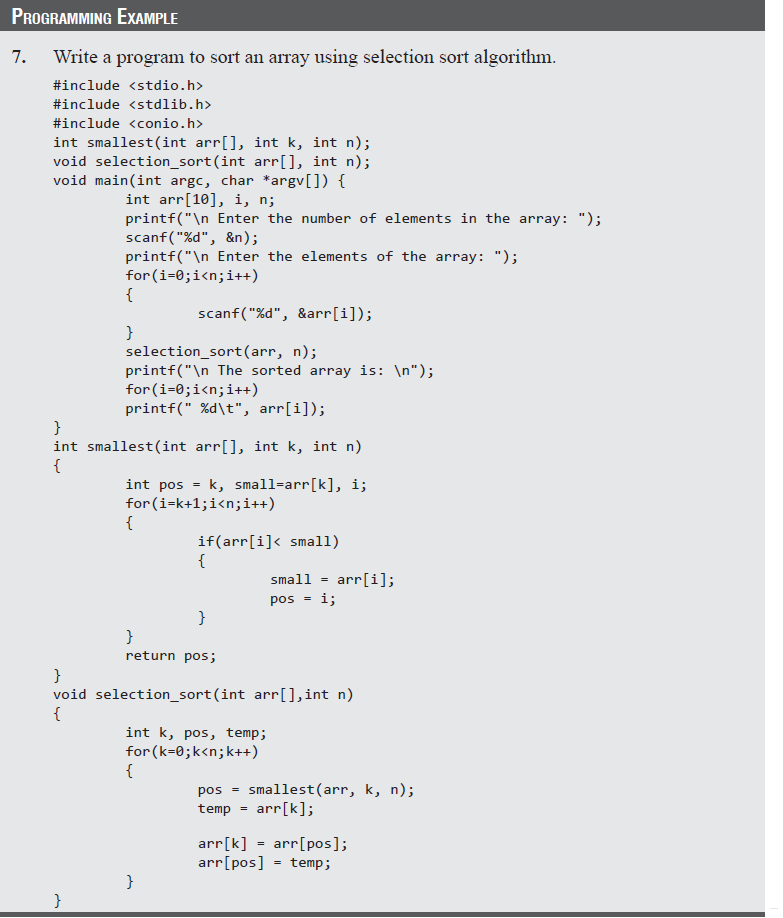 PROGRAMMING EXAMPLE
7. Write a program to sort an array using selection sort algorithm.
#include <stdio.h>
#include <stdlib.h>
#include <conio.h>
int smallest(int arr[], int k, int n);
void selection_sort(int arr[], int n);
void main(int argc, char *argv[]) {
int arr[10], i, n;
printf("\n Enter the number of elements in the array: ");
scanf("%d", &n);
printf("\n Enter the elements of the array: ");
for(i=0;i<n;i++)
{
scanf("%d", &arr[i]);
}
selection_sort(arr, n);
printf("\n The sorted array is: \n");
for(i=0;i<n;i++)
printf(" %d\t", arr[i]);
}
int smallest(int arr[], int k, int n)
{
int pos = k, small=arr[k], i;
for(i=k+1;i<n;i++)
{
if(arr[i]< small)
{
small = arr[i];
pos = i;
}
}
return pos;
}
void selection_sort(int arr[],int n)
{
int k, pos, temp;
for(k=0;k<n;k++)
{
pos = smallest(arr, k, n);
temp = arr[k];
arr[k] = arr[pos];
arr[pos] = temp;
}
}